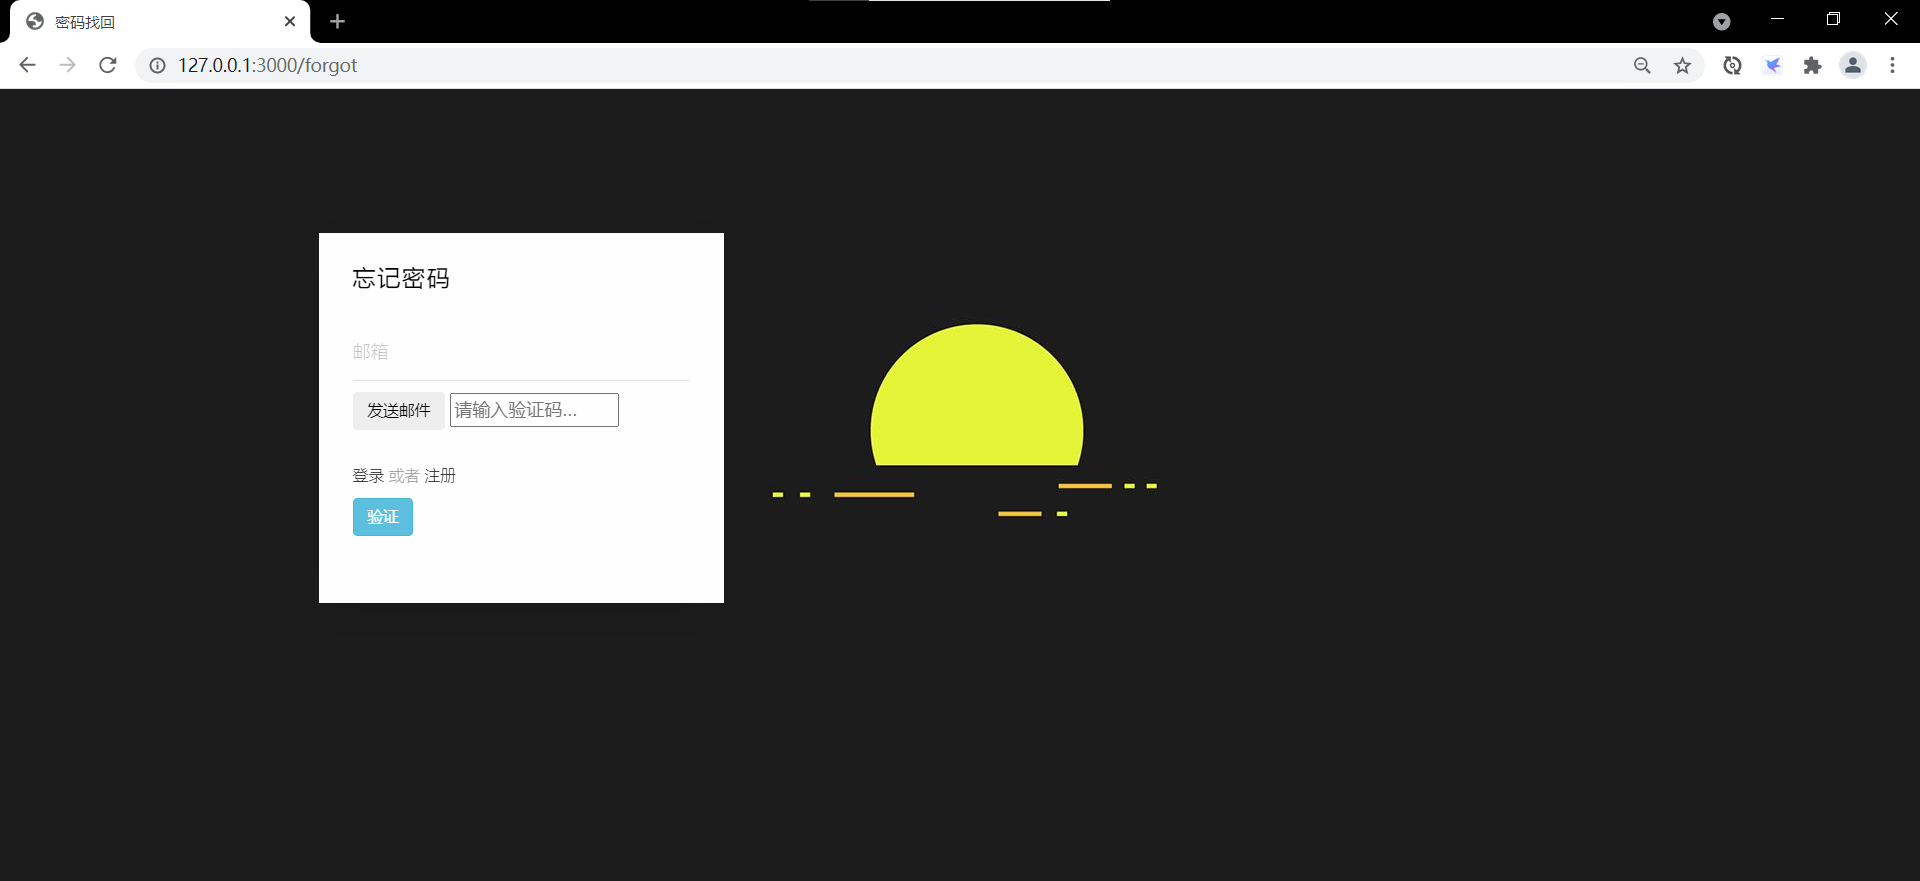 密码找回
127.0.0.1:3000/forgot
忘记密码
邮箱
发送邮件 请输入验证码...
登录 或者 注册
验证